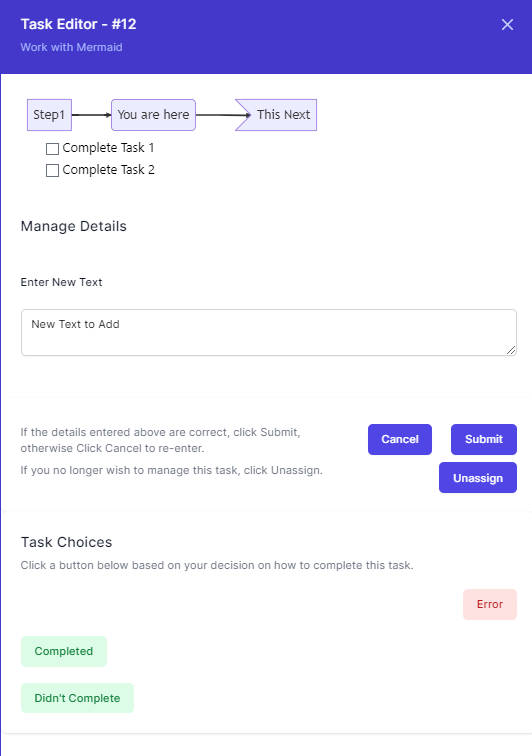 Task Editor - #12
Work with Mermaid
Step1 You are here This Next
Complete Task 1
Complete Task 2
Manage Details
Enter New Text
New Text to Add
If the details entered above are correct, click Submit,
otherwise Click Cancel to re-enter.
Cancel Submit
If you no longer wish to manage this task, click Unassign.
Unassign
Task Choices
Click a button below based on your decision on how to complete this task.
Error
Completed
Didn't Complete